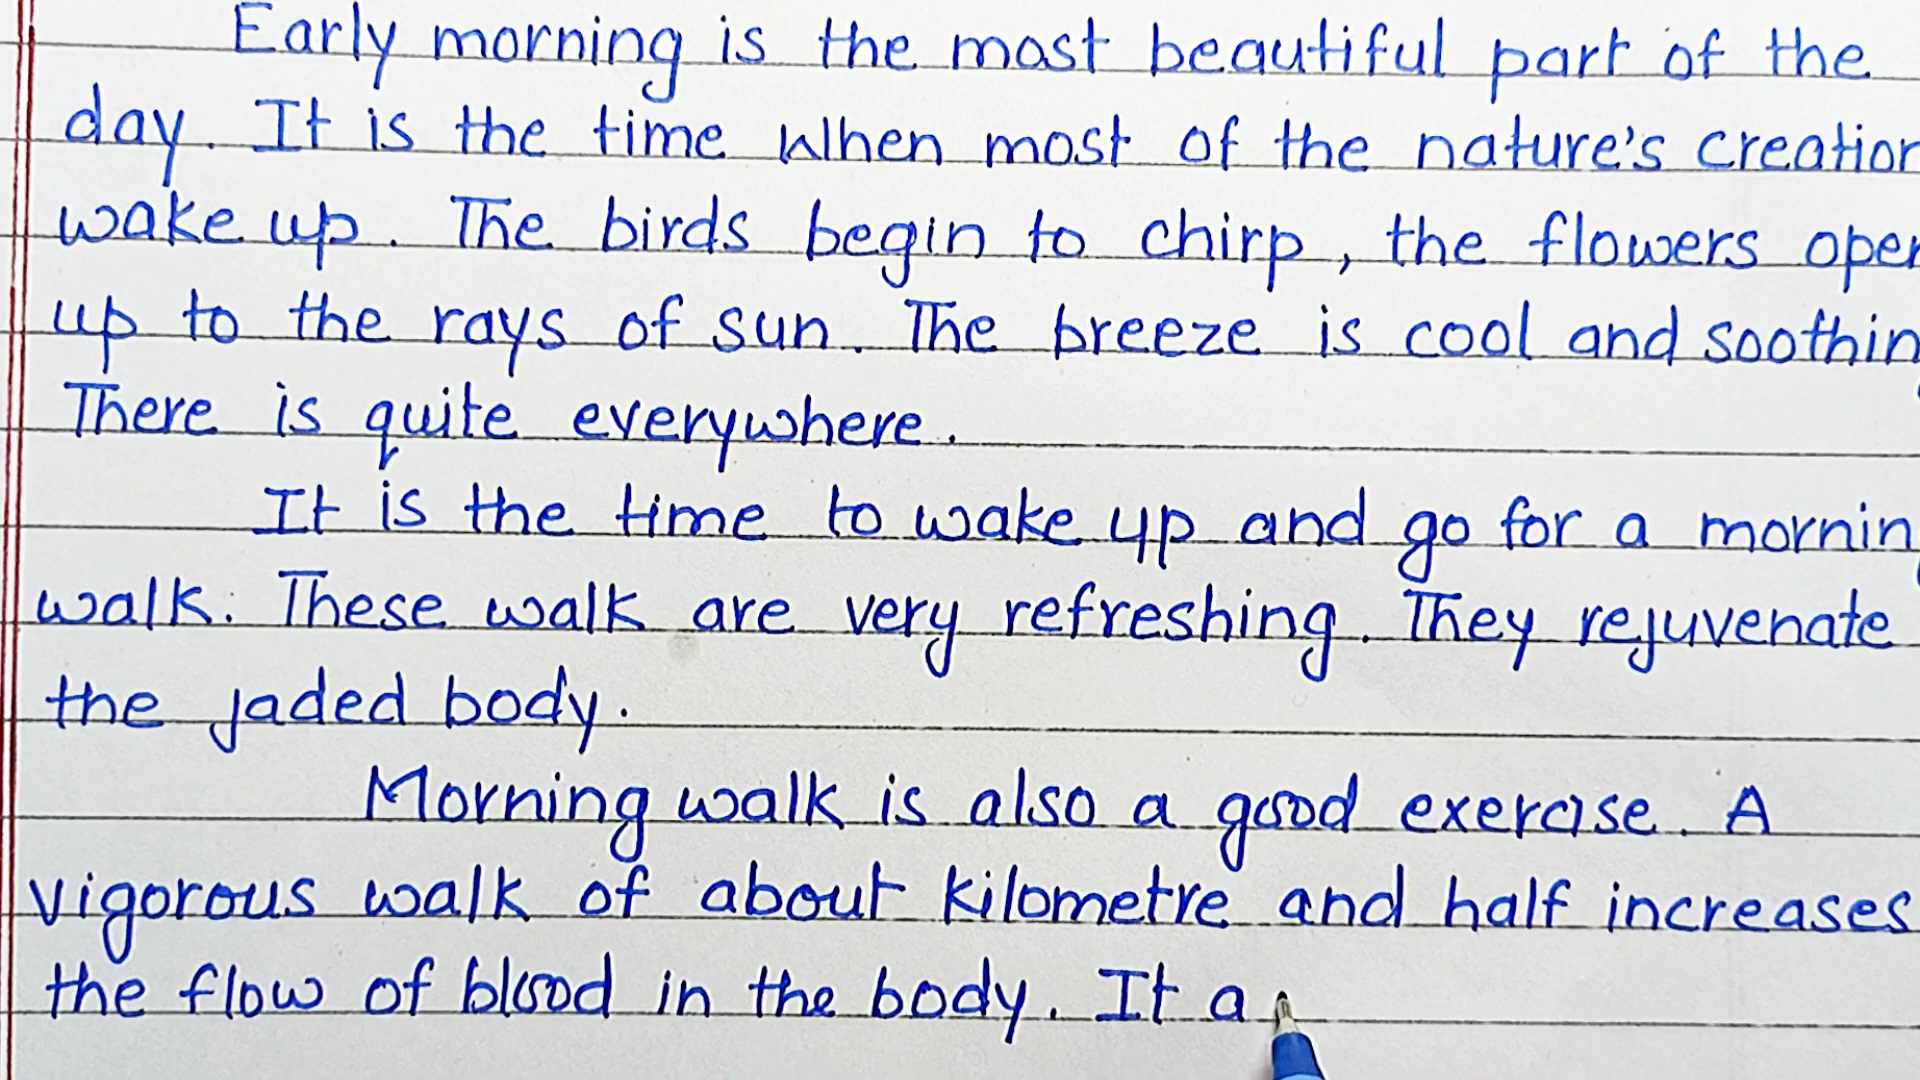 Early morning is the most beautiful part of the
day. It is the time when most of the nature's creation
wake up. The birds begin to chirp, the flowers open
up to the rays of sun. The breeze is cool and soothin
There is quite everywhere.
It is the time to wake up and go for a mornin
walk. These walk are very refreshing. They rejuvenate
the jaded body.
Morning walk is also a good exercise. A
vigorous walk of about kilometre and half increases
the flow of blood in the body. It a